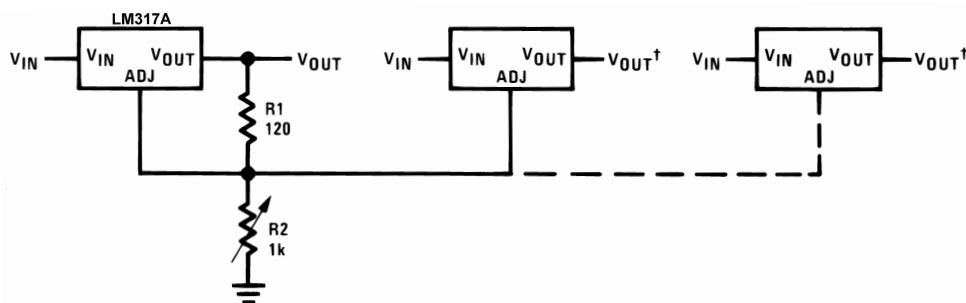 LM317A
VIN VIN VOUT VOUT
ADJ
VIN VIN VOUT VOUT†
ADJ
VIN VIN VOUT VOUT†
ADJ
R1
120
R2
1k